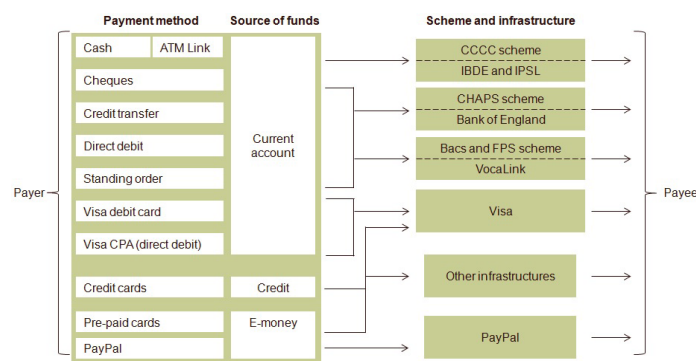 Payment method
Source of funds
Scheme and infrastructure
Cash
ATM Link
Cheques
Credit transfer
Direct debit
Standing order
Visa debit card
Visa CPA (direct debit)
Credit cards
Pre-paid cards
PayPal
Current
account
Credit
E-money
CCCC scheme
IBDE and IPSL
CHAPS scheme
Bank of England
Bacs and FPS scheme
VocaLink
Visa
Other infrastructures
PayPal
Payer
Payee